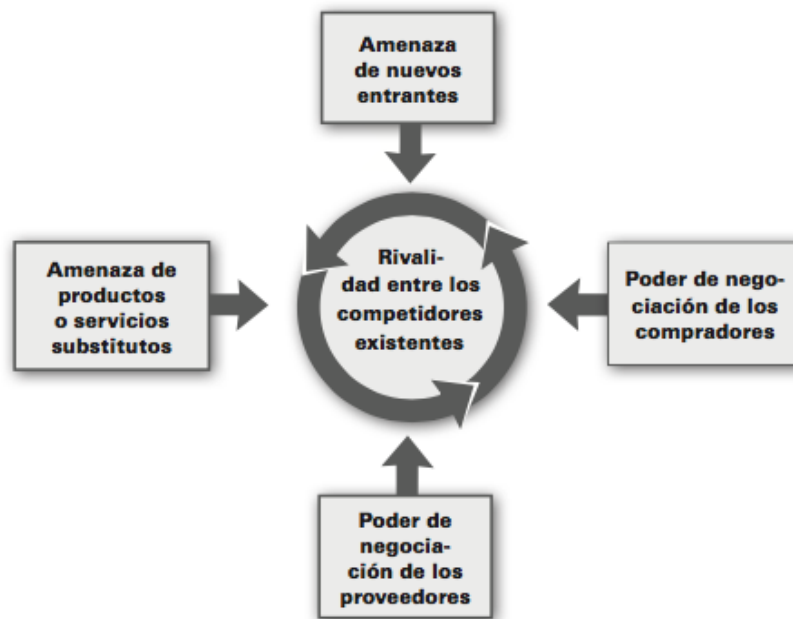 Amenaza
de nuevos
entrantes
Amenaza de
productos
o servicios
substitutos
Rivali-
dad entre los
competidores
existentes
Poder de nego-
ciación de los
compradores
Poder de
negocia-
ción de los
proveedores